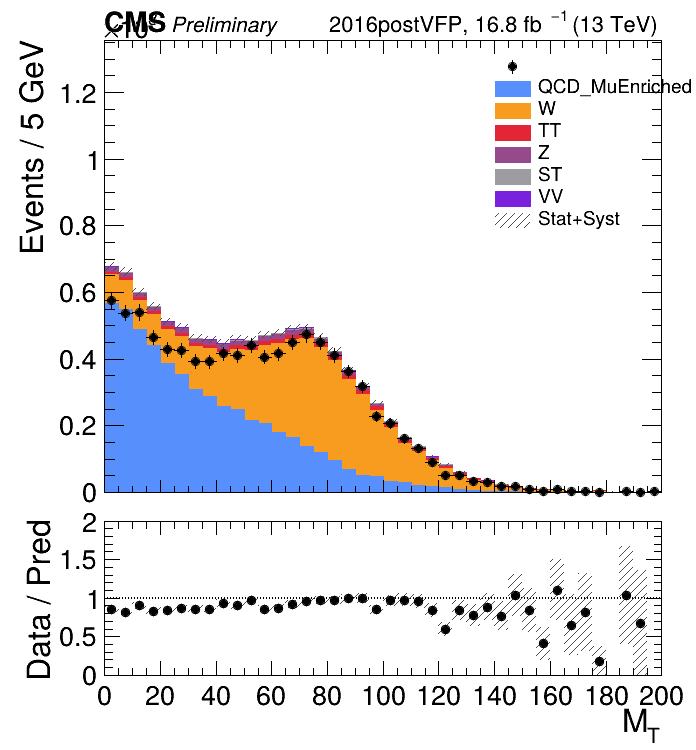 CMS Preliminary 2016postVFP, 16.8 fb⁻¹ (13 TeV)
Events / 5 GeV
1.2
1
0.8
0.6
0.4
0.2
0
QCD_MuEnriched
W
TT
Z
ST
VV
Stat+Syst
Data / Pred
2
1.5
1
0.5
0
0 20 40 60 80 100 120 140 160 180 200
M_T